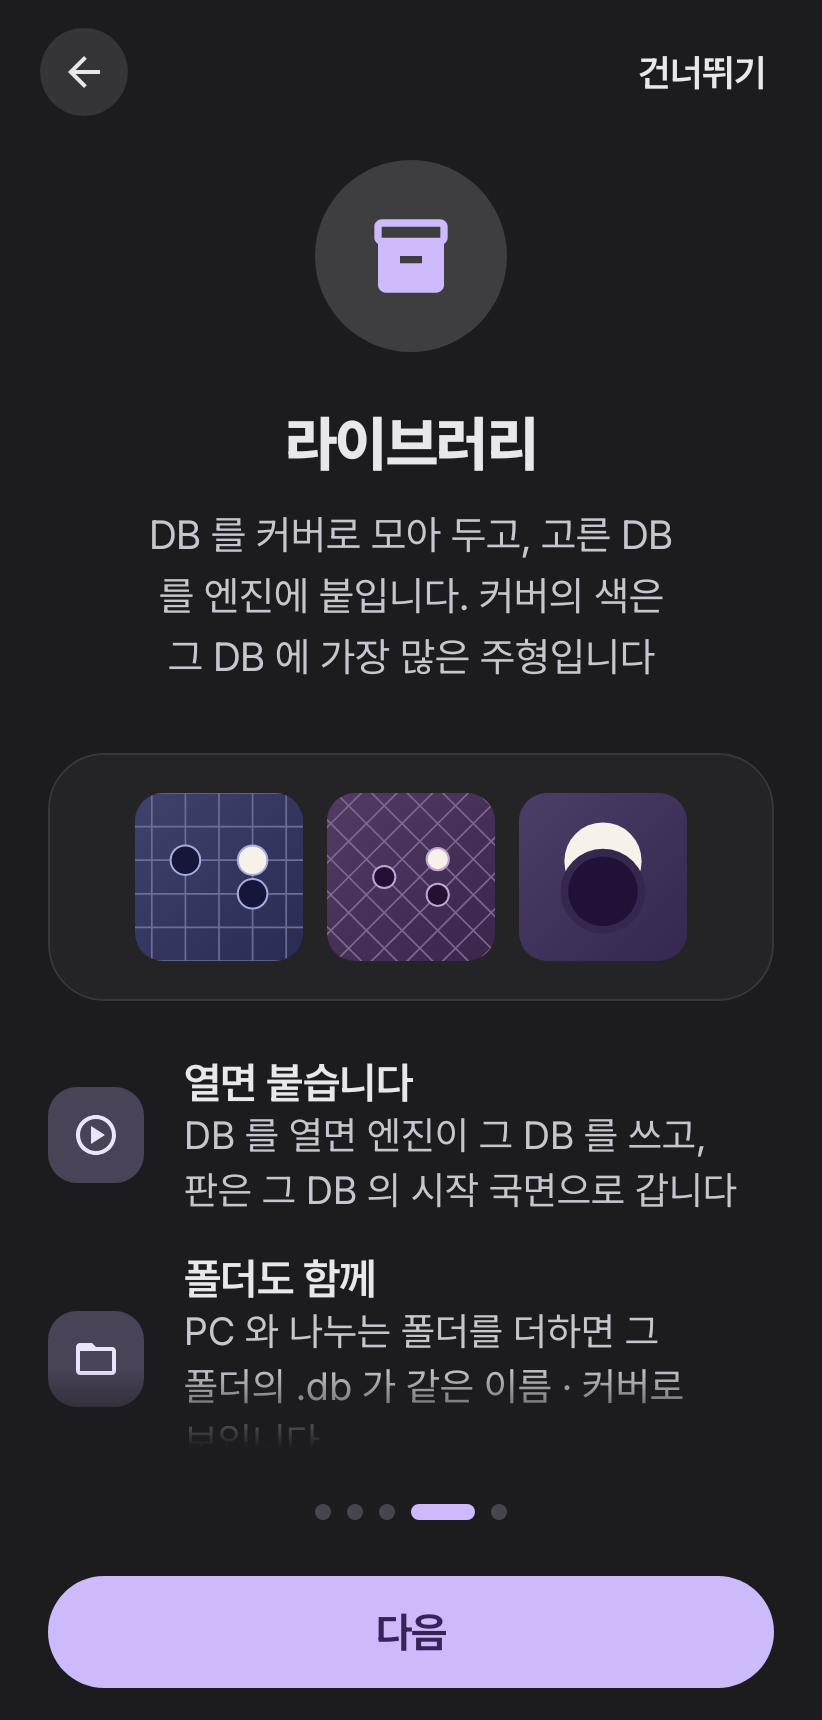 건너뛰기
라이브러리
DB 를 커버로 모아 두고, 고른 DB
를 엔진에 붙입니다. 커버의 색은
그 DB 에 가장 많은 주형입니다
열면 붙습니다
DB 를 열면 엔진이 그 DB 를 쓰고,
판은 그 DB 의 시작 국면으로 갑니다
폴더도 함께
PC 와 나누는 폴더를 더하면 그
폴더의 .db 가 같은 이름 · 커버로
보입니다
다음